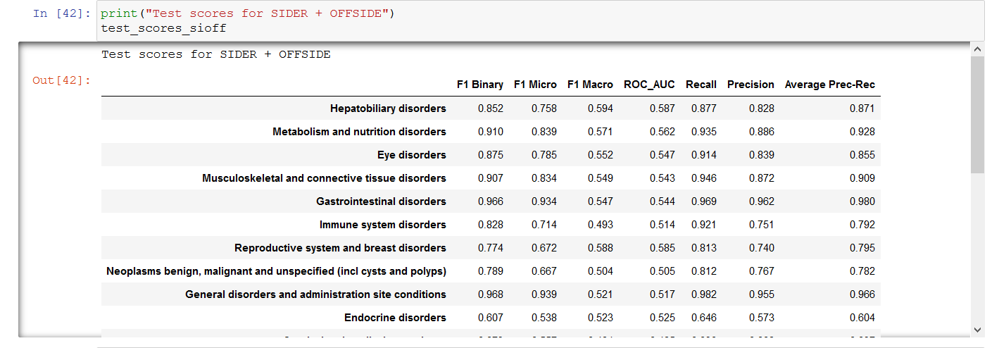 In [42]: print("Test scores for SIDER + OFFSIDE")
test_scores_sioff
Test scores for SIDER + OFFSIDE
Out[42]:
F1 Binary F1 Micro F1 Macro ROC_AUC Recall Precision Average Prec-Rec
Hepatobiliary disorders 0.852 0.758 0.594 0.587 0.877 0.828 0.871
Metabolism and nutrition disorders 0.910 0.839 0.571 0.562 0.935 0.886 0.928
Eye disorders 0.875 0.785 0.552 0.547 0.914 0.839 0.855
Musculoskeletal and connective tissue disorders 0.907 0.834 0.549 0.543 0.946 0.872 0.909
Gastrointestinal disorders 0.966 0.934 0.547 0.544 0.969 0.962 0.980
Immune system disorders 0.828 0.714 0.493 0.514 0.921 0.751 0.792
Reproductive system and breast disorders 0.774 0.672 0.588 0.585 0.813 0.740 0.795
Neoplasms benign, malignant and unspecified (incl cysts and polyps) 0.789 0.667 0.504 0.505 0.812 0.767 0.782
General disorders and administration site conditions 0.968 0.939 0.521 0.517 0.982 0.955 0.966
Endocrine disorders 0.607 0.538 0.523 0.525 0.646 0.573 0.604